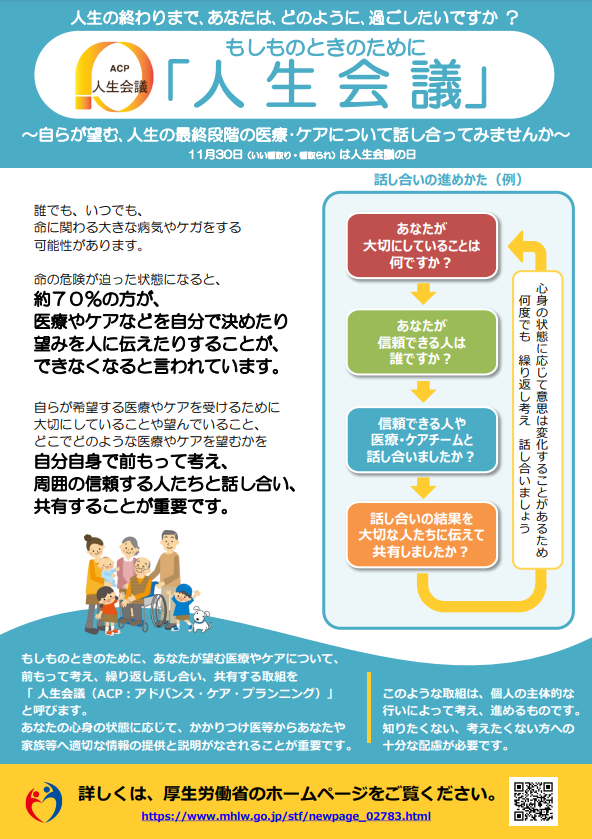 人生の終わりまで、あなたは、どのように、過ごしたいですか ？
もしものときのために
ACP
人生会議
「人生会議」
～自らが望む、人生の最終段階の医療・ケアについて話し合ってみませんか～
11月30日（いい看取り・看取られ）は人生会議の日
誰でも、いつでも、
命に関わる大きな病気やケガをする
可能性があります。
命の危険が迫った状態になると、
約７０％の方が、
医療やケアなどを自分で決めたり
望みを人に伝えたりすることが、
できなくなると言われています。
自らが希望する医療やケアを受けるために
大切にしていることや望んでいること、
どこでどのような医療やケアを望むかを
自分自身で前もって考え、
周囲の信頼する人たちと話し合い、
共有することが重要です。
話し合いの進めかた（例）
あなたが
大切にしていることは
何ですか？
あなたが
信頼できる人は
誰ですか？
信頼できる人や
医療・ケアチームと
話し合いましたか？
話し合いの結果を
大切な人たちに伝えて
共有しましたか？
心身の状態に応じて意思は変化することがあるため
何度でも　繰り返し考え　話し合いましょう
もしものときのために、あなたが望む医療やケアについて、
前もって考え、繰り返し話し合い、共有する取組を
「 人生会議（ACP：アドバンス・ケア・プランニング）」
と呼びます。
あなたの心身の状態に応じて、かかりつけ医等からあなたや
家族等へ適切な情報の提供と説明がなされることが重要です。
このような取組は、個人の主体的な
行いによって考え、進めるものです。
知りたくない、考えたくない方への
十分な配慮が必要です。
詳しくは、厚生労働省のホームページをご覧ください。
https://www.mhlw.go.jp/stf/newpage_02783.html